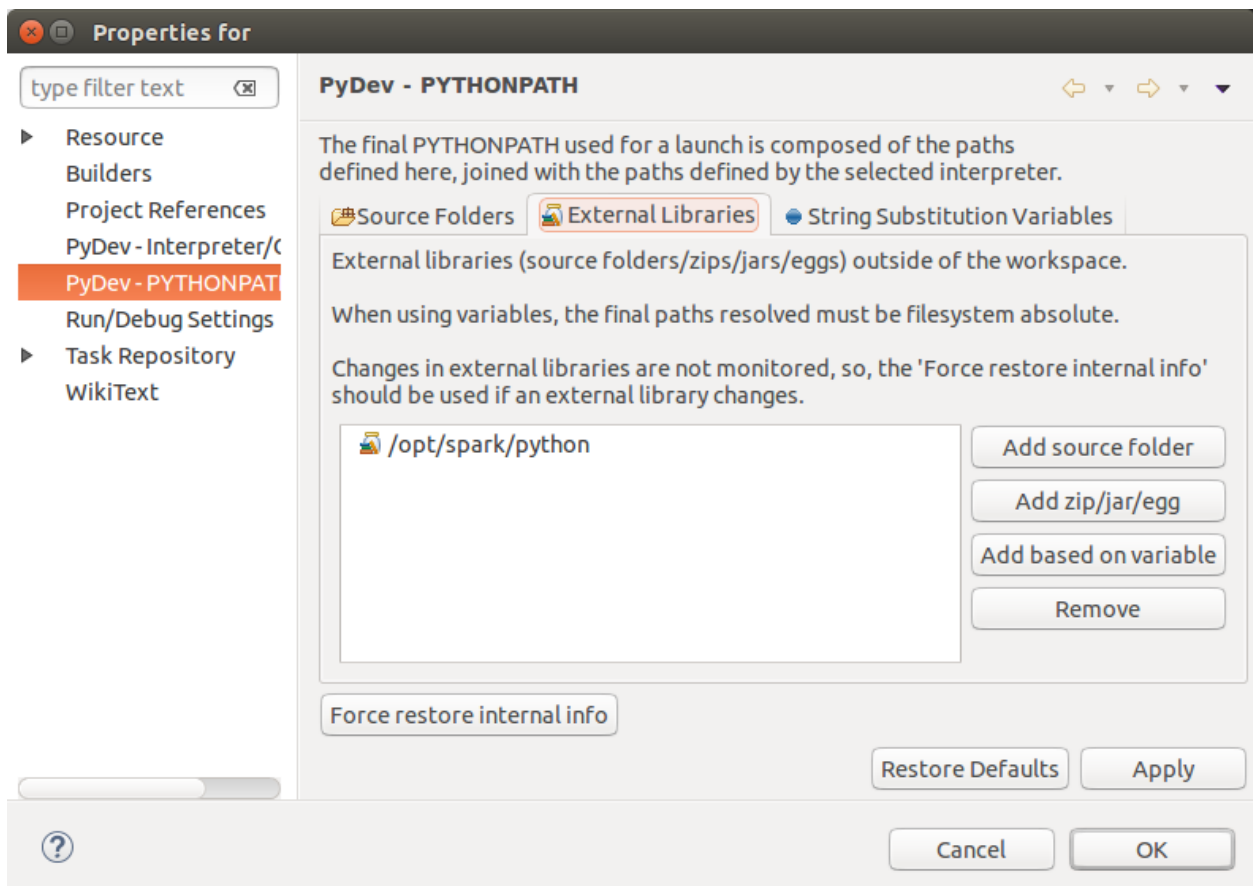 Properties for
type filter text
Resource
Builders
Project References
PyDev - Interpreter/
PyDev - PYTHONPAT
Run/Debug Settings
Task Repository
WikiText
PyDev - PYTHONPATH
The final PYTHONPATH used for a launch is composed of the paths
defined here, joined with the paths defined by the selected interpreter.
Source Folders External Libraries String Substitution Variables
External libraries (source folders/zips/jars/eggs) outside of the workspace.
When using variables, the final paths resolved must be filesystem absolute.
Changes in external libraries are not monitored, so, the 'Force restore internal info'
should be used if an external library changes.
/opt/spark/python
Add source folder
Add zip/jar/egg
Add based on variable
Remove
Force restore internal info
Restore Defaults Apply
? Cancel OK